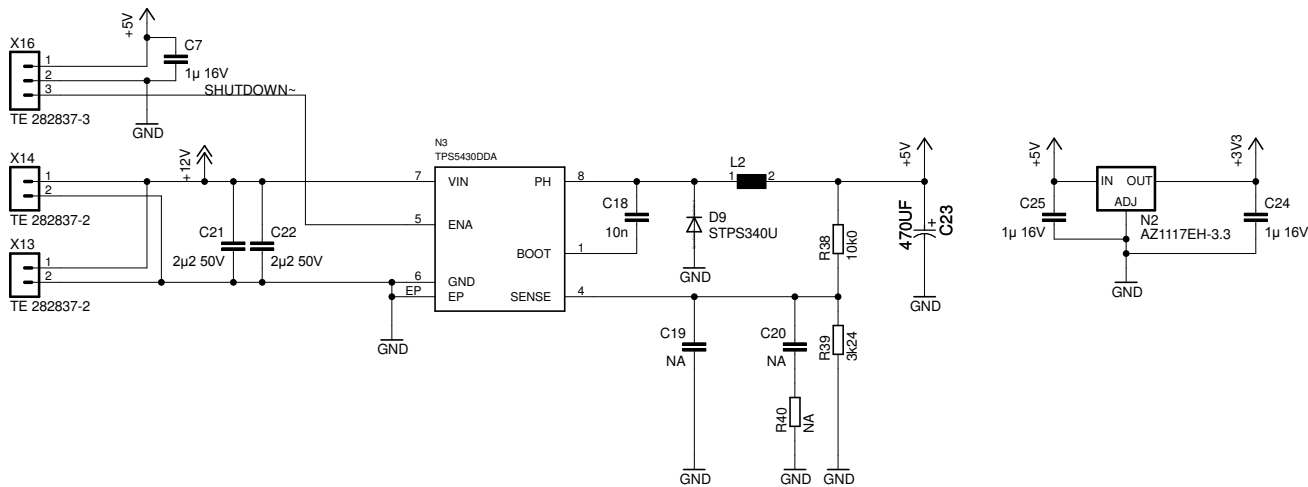 X16
1
2
3
TE 282837-3
+5V
C7
1µ 16V
SHUTDOWN~
GND
X14
1
2
TE 282837-2
X13
1
2
TE 282837-2
+12V
C21
2µ2 50V
C22
2µ2 50V
GND
N3
TPS5430DDA
7
VIN
5
ENA
6
GND
EP
EP
PH
8
BOOT
1
SENSE
4
C18
10n
D9
STPS340U
GND
L2
1
2
R38
10k0
+5V
470UF
+
C23
GND
C19
NA
GND
C20
NA
R40
NA
GND
R39
3k24
GND
+5V
C25
1µ 16V
IN
OUT
ADJ
N2
AZ1117EH-3.3
GND
+3V3
C24
1µ 16V